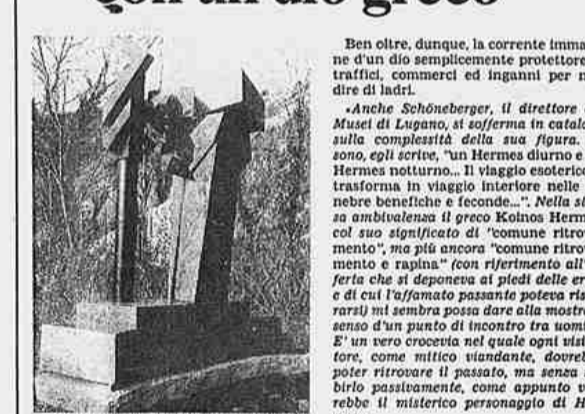 con un dio greco
Ben oltre, dunque, la corrente imma
ne d'un dio semplicemente protettore
traffici, commerci ed inganni per n
dire di ladri.
«Anche Schöneberger, il direttore
Musei di Lugano, si sofferma in catalo
sulla complessità della sua figura.
sono, egli scrive, "un Hermes diurno e
Hermes notturno... Il viaggio esoterico
trasforma in viaggio interiore nelle
nebre benefiche e feconde...". Nella st
sa ambivalenza il greco Koinos Herm
col suo significato di "comune ritro
mento", ma più ancora "comune ritro
mento e rapina" (con riferimento all'
ferta che si deponeva ai piedi delle er
e di cui l'affamato passante poteva ris
rarsi) mi sembra possa dare alla mostr
senso d'un punto di incontro tra uom
E' un vero crocevia nel quale ogni visi
tore, come mitico viandante, dovreb
poter ritrovare il passato, ma senza
birlo passivamente, come appunto v
rebbe il misterico personaggio di H